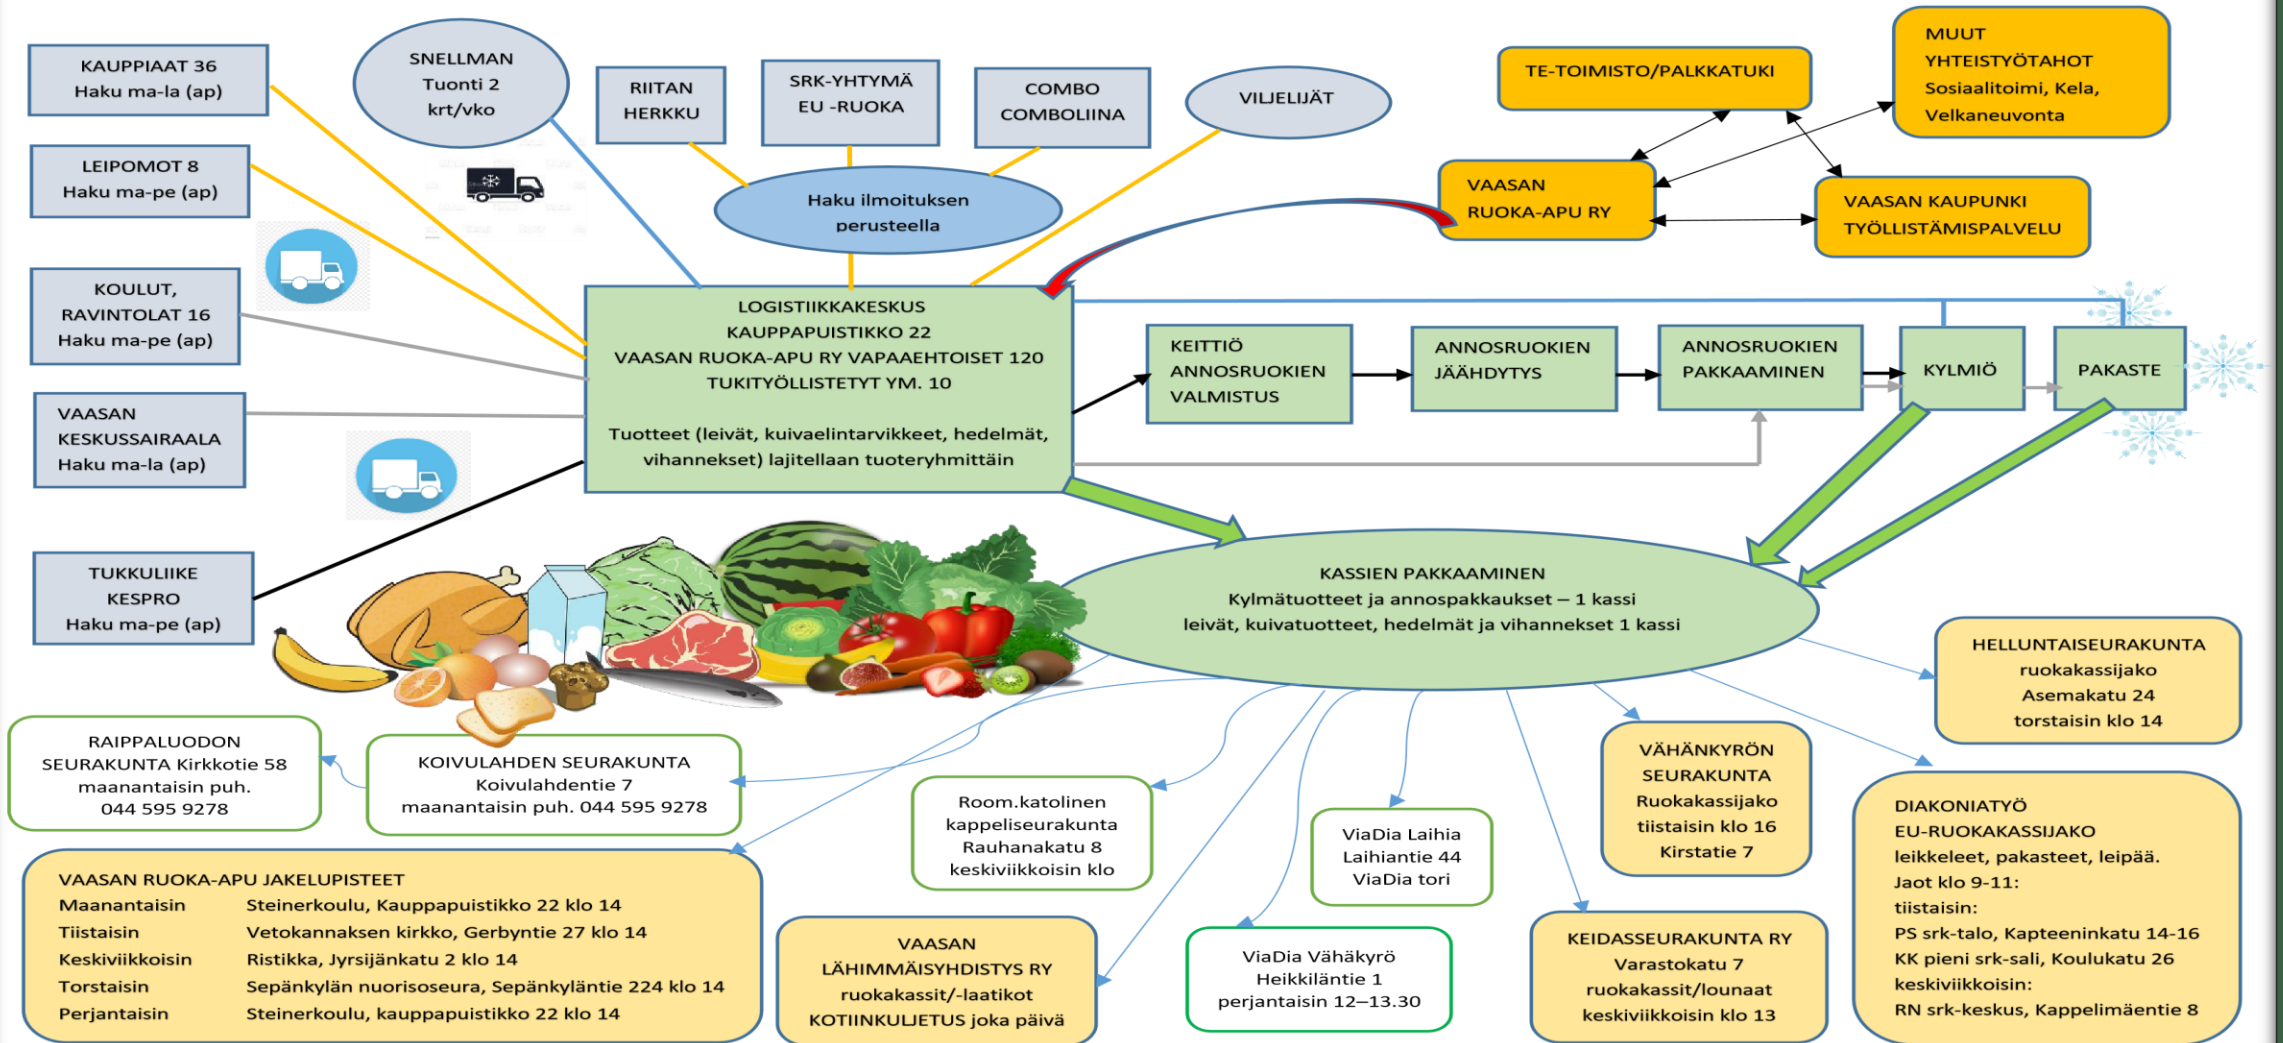 KAUPPIAAT 36
Haku ma-la (ap)
SNELLMAN
Tuonti 2
krt/vko
RIITAN
HERKKU
SRK-YHTYMÄ
EU -RUOKA
COMBO
COMBOLIINA
VILJELIJÄT
TE-TOIMISTO/PALKKATUKI
MUUT
YHTEISTYÖTAHOT
Sosiaalitoimi, Kela,
Velkaneuvonta
LEIPOMOT 8
Haku ma-pe (ap)
Haku ilmoituksen
perusteella
VAASAN
RUOKA-APU RY
VAASAN KAUPUNKI
TYÖLLISTÄMISPALVELU
KOULUT,
RAVINTOLAT 16
Haku ma-pe (ap)
LOGISTIIKKAKESKUS
KAUPPAPUISTIKKO 22
VAASAN RUOKA-APU RY VAPAAEHTOISET 120
TUKITYÖLLISTETYT YM. 10
Tuotteet (leivät, kuivaelintarvikkeet, hedelmät,
vihannekset) lajitellaan tuoteryhmittäin
KEITTIÖ
ANNOSRUOKIEN
VALMISTUS
ANNOSRUOKIEN
JÄÄHDYTYS
ANNOSRUOKIEN
PAKKAAMINEN
KYLMIÖ
PAKASTE
VAASAN
KESKUSSAIRAALA
Haku ma-la (ap)
TUKKULIIKE
KESPRO
Haku ma-pe (ap)
KASSIEN PAKKAAMINEN
Kylmätuotteet ja annospakkaukset – 1 kassi
leivät, kuivatuotteet, hedelmät ja vihannekset 1 kassi
HELLUNTAISEURAKUNTA
ruokakassijako
Asemakatu 24
torstaisin klo 14
RAIPPALUODON
SEURAKUNTA Kirkkotie 58
maanantaisin puh.
044 595 9278
KOIVULAHDEN SEURAKUNTA
Koivulahdentie 7
maanantaisin puh. 044 595 9278
Room.katolinen
kappeliseurakunta
Rauhanakatu 8
keskiviikkoisin klo
ViaDia Laihia
Laihiantie 44
ViaDia tori
VÄHÄNKYRÖN
SEURAKUNTA
Ruokakassijako
tiistaisin klo 16
Kirstatie 7
DIAKONIATYÖ
EU-RUOKAKASSIJAKO
leikkeleet, pakasteet, leipää.
Jaot klo 9-11:
tiistaisin:
PS srk-talo, Kapteeninkatu 14-16
KK pieni srk-sali, Koulukatu 26
keskiviikkoisin:
RN srk-keskus, Kappelimäentie 8
VAASAN RUOKA-APU JAKELUPISTEET
Maanantaisin Steinerkoulu, Kauppapuistikko 22 klo 14
Tiistaisin Vetokannaksen kirkko, Gerbyntie 27 klo 14
Keskiviikkoisin Ristikka, Jyrsijänkatu 2 klo 14
Torstaisin Sepänkylän nuorisoseura, Sepänkyläntie 224 klo 14
Perjantaisin Steinerkoulu, kauppapuistikko 22 klo 14
VAASAN
LÄHIMMÄISYHDISTYS RY
ruokakassit/-laatikot
KOTIINKULJETUS joka päivä
ViaDia Vähäkyrö
Heikkiläntie 1
perjantaisin 12–13.30
KEIDASSEURAKUNTA RY
Varastokatu 7
ruokakassit/lounaat
keskiviikkoisin klo 13